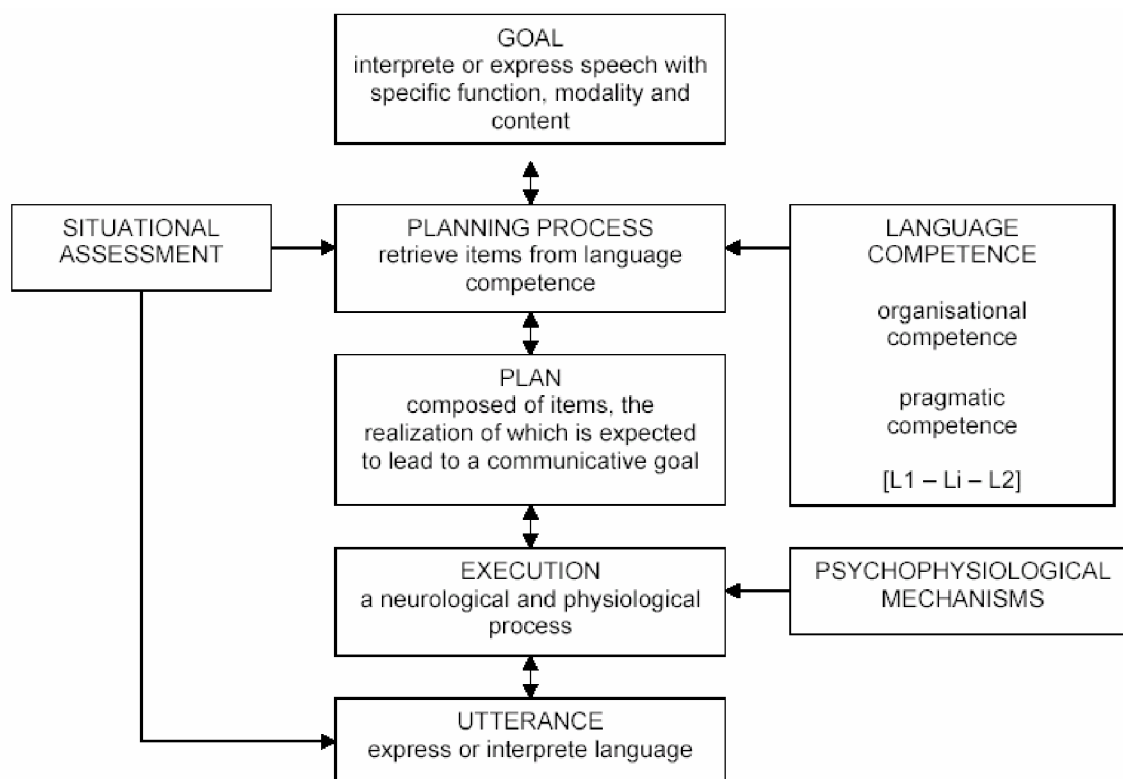 GOAL
interprete or express speech with
specific function, modality and
content
SITUATIONAL
ASSESSMENT
PLANNING PROCESS
retrieve items from language
competence
LANGUAGE
COMPETENCE
organisational
competence
pragmatic
competence
[L1 – Li – L2]
PLAN
composed of items, the
realization of which is expected
to lead to a communicative goal
EXECUTION
a neurological and physiological
process
PSYCHOPHYSIOLOGICAL
MECHANISMS
UTTERANCE
express or interprete language